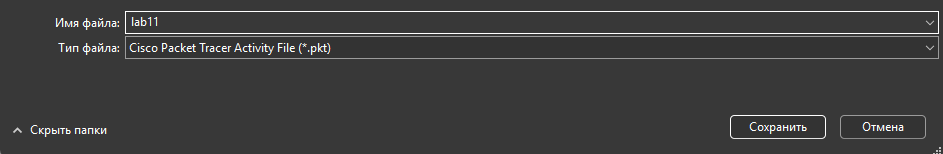 Имя файла: lab11
Тип файла: Cisco Packet Tracer Activity File (*.pkt)
Скрыть папки
Сохранить
Отмена